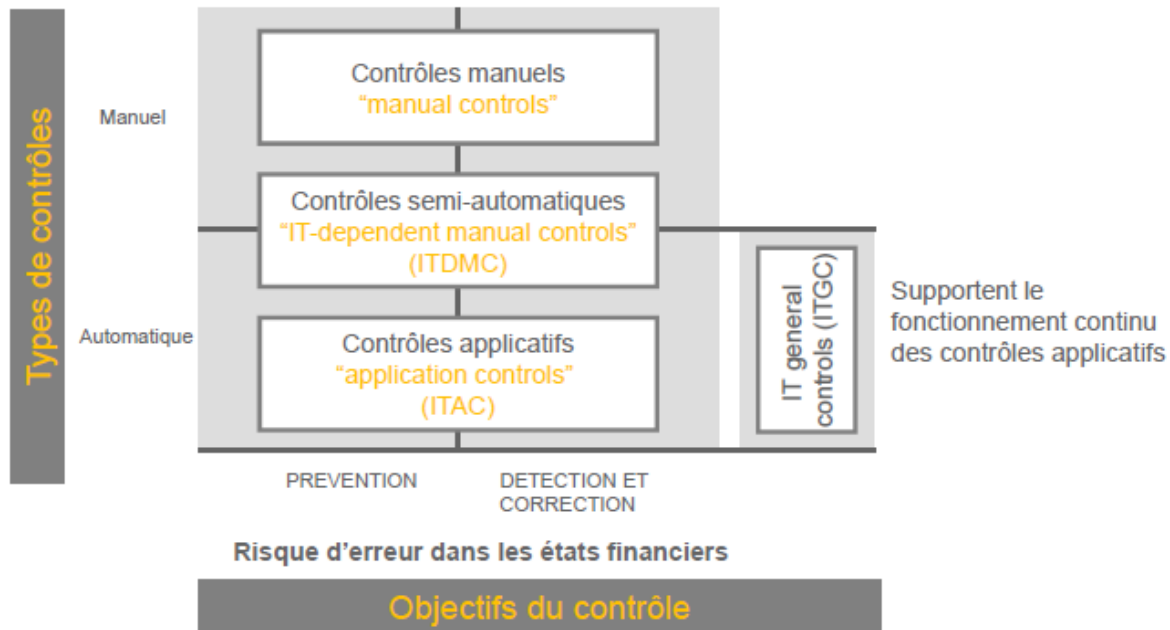 Types de contrôles
Manuel
Automatique
Contrôles manuels
“manual controls”
Contrôles semi-automatiques
“IT-dependent manual controls”
(ITDMC)
Contrôles applicatifs
“application controls”
(ITAC)
IT general
controls (ITGC)
Supportent le
fonctionnement continu
des contrôles applicatifs
PREVENTION
DETECTION ET
CORRECTION
Risque d’erreur dans les états financiers
Objectifs du contrôle